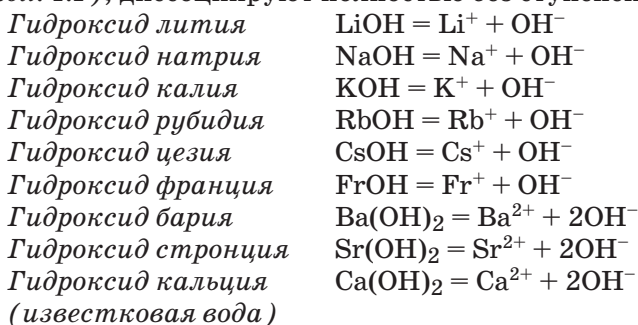 Гидроксид лития LiOH = Li⁺ + OH⁻
Гидроксид натрия NaOH = Na⁺ + OH⁻
Гидроксид калия KOH = K⁺ + OH⁻
Гидроксид рубидия RbOH = Rb⁺ + OH⁻
Гидроксид цезия CsOH = Cs⁺ + OH⁻
Гидроксид франция FrOH = Fr⁺ + OH⁻
Гидроксид бария Ba(OH)₂ = Ba²⁺ + 2OH⁻
Гидроксид стронция Sr(OH)₂ = Sr²⁺ + 2OH⁻
Гидроксид кальция Ca(OH)₂ = Ca²⁺ + 2OH⁻
(известковая вода)